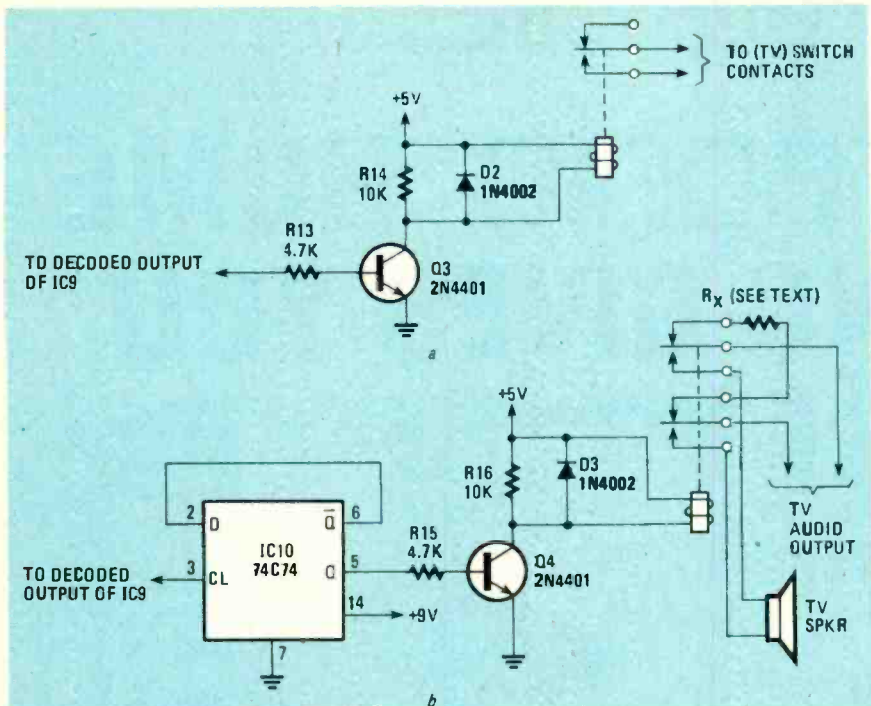 TO (TV) SWITCH
CONTACTS
+5V
R14
10K
D2
1N4002
R13
4.7K
TO DECODED OUTPUT
OF IC9
Q3
2N4401
a
RX (SEE TEXT)
+5V
R16
10K
D3
1N4002
2
D
Q
6
IC10
74C74
R15
4.7K
Q4
2N4401
TV
AUDIO
OUTPUT
TO DECODED
OUTPUT OF IC9
3
CL
Q
5
14
+9V
7
TV
SPKR
b